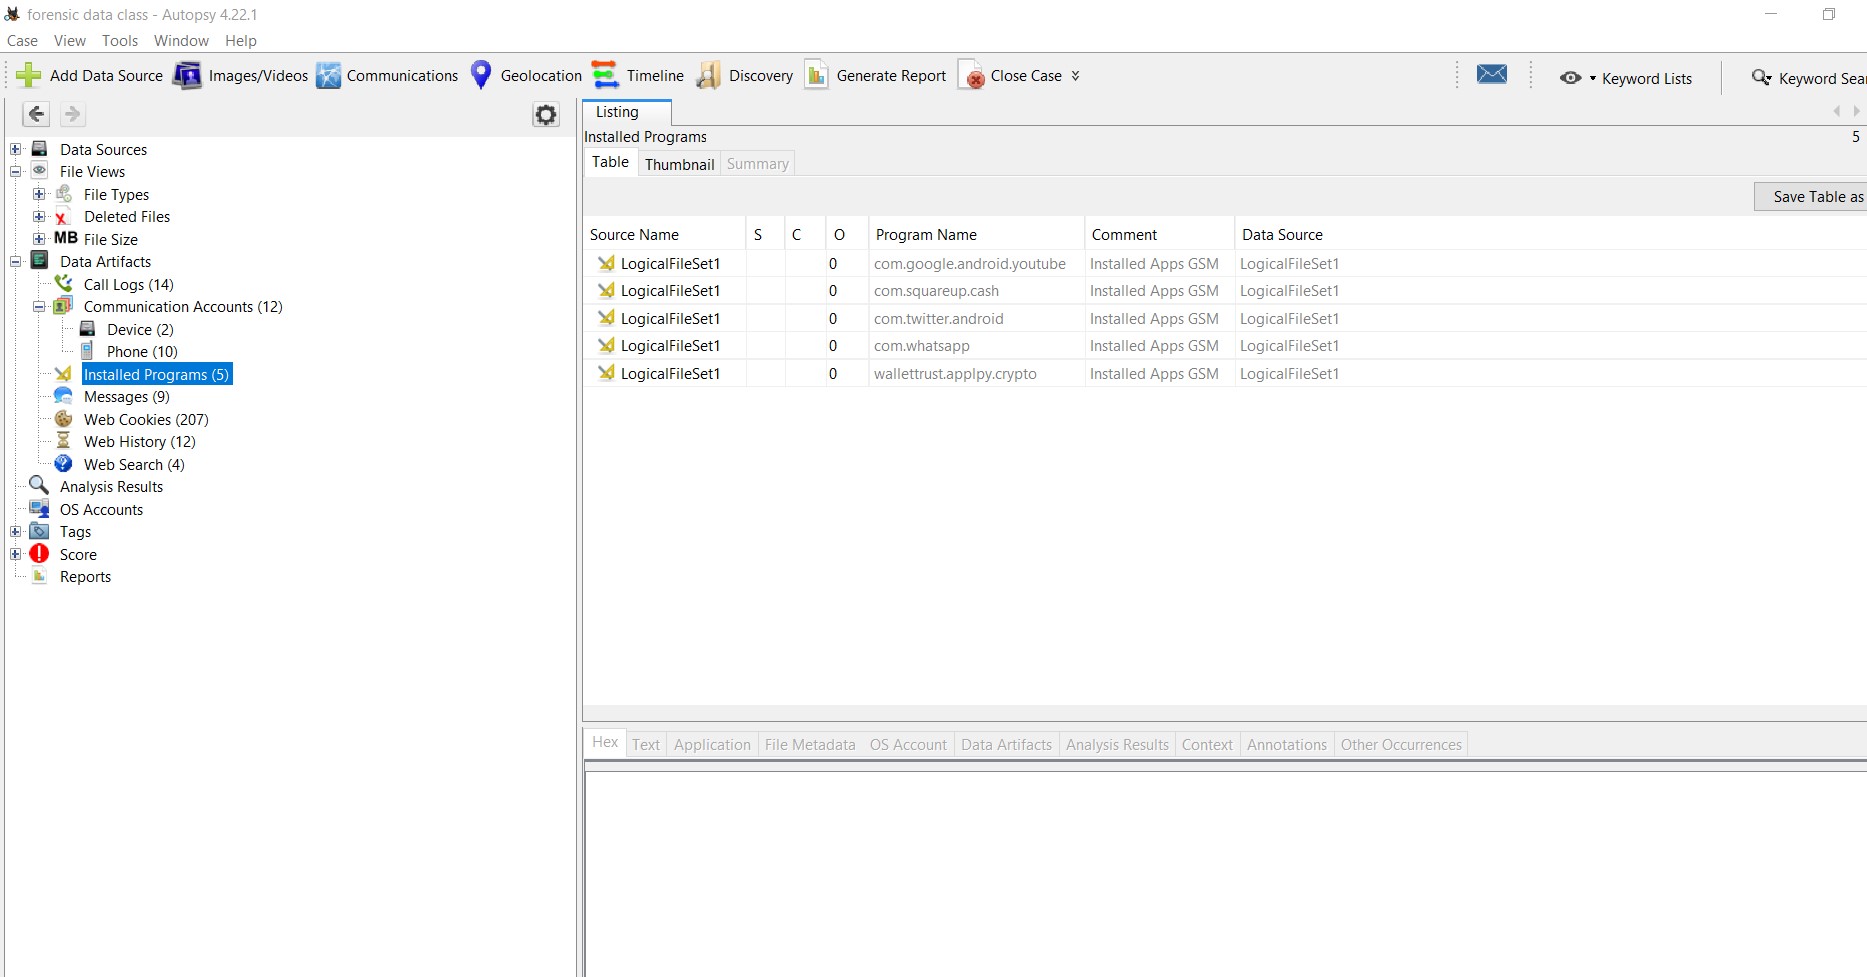 forensic data class - Autopsy 4.22.1
Case View Tools Window Help
Add Data Source Images/Videos Communications Geolocation Timeline Discovery Generate Report Close Case Keyword Lists Keyword Sear
Data Sources
File Views
File Types
Deleted Files
MB File Size
Data Artifacts
Call Logs (14)
Communication Accounts (12)
Device (2)
Phone (10)
Installed Programs (5)
Messages (9)
Web Cookies (207)
Web History (12)
Web Search (4)
Analysis Results
OS Accounts
Tags
Score
Reports
Listing
Installed Programs 5
Table Thumbnail Summary
Save Table as
Source Name S C O Program Name Comment Data Source
LogicalFileSet1 0 com.google.android.youtube Installed Apps GSM LogicalFileSet1
LogicalFileSet1 0 com.squareup.cash Installed Apps GSM LogicalFileSet1
LogicalFileSet1 0 com.twitter.android Installed Apps GSM LogicalFileSet1
LogicalFileSet1 0 com.whatsapp Installed Apps GSM LogicalFileSet1
LogicalFileSet1 0 wallettrust.applpy.crypto Installed Apps GSM LogicalFileSet1
Hex Text Application File Metadata OS Account Data Artifacts Analysis Results Context Annotations Other Occurrences